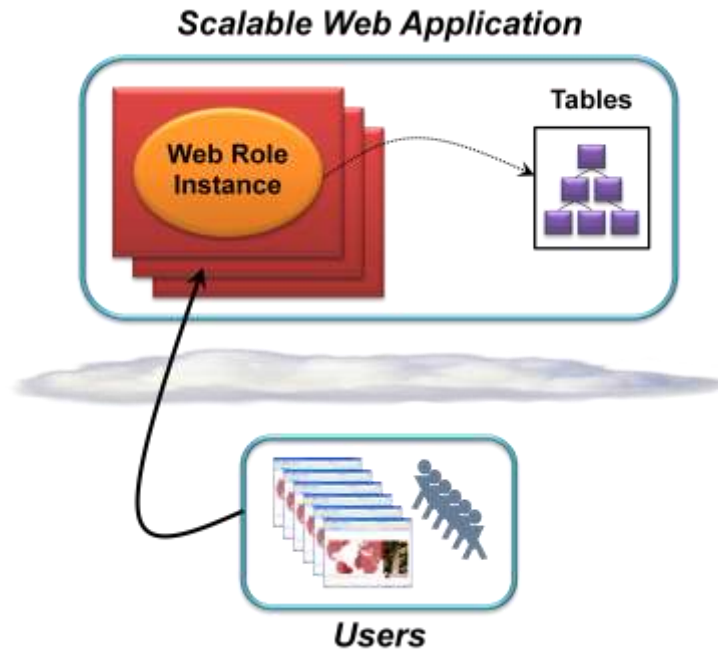 Scalable Web Application
Tables
Web Role
Instance
Users